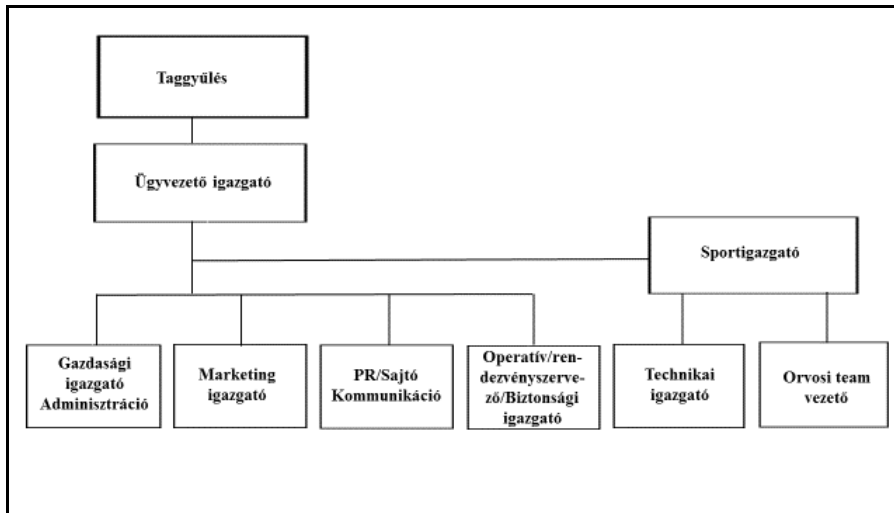 Taggyűlés
Ügyvezető igazgató
Sportigazgató
Gazdasági
igazgató
Adminisztráció
Marketing
igazgató
PR/Sajtó
Kommunikáció
Operatív/ren-
dezvényszerve-
ző/Biztonsági
igazgató
Technikai
igazgató
Orvosi team
vezető